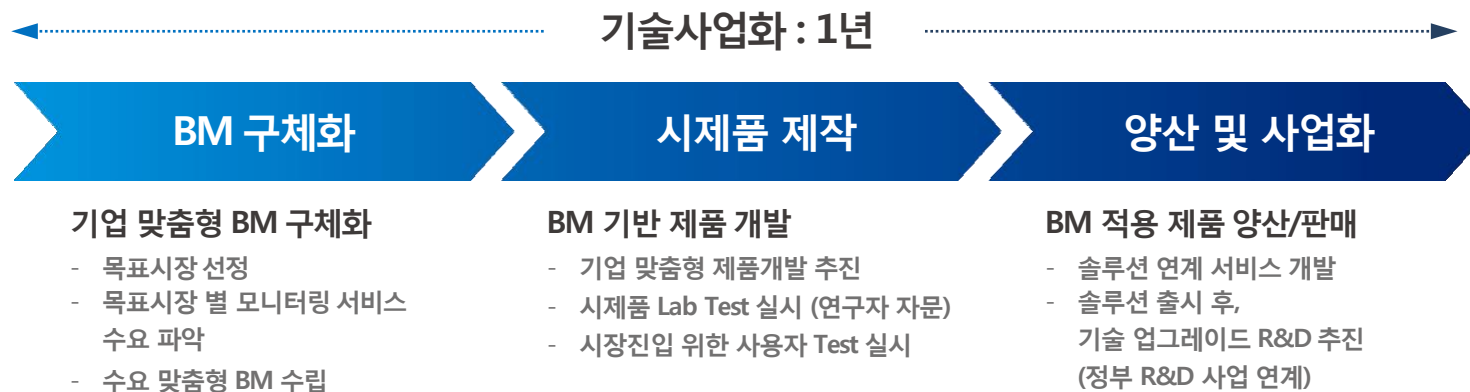 기술사업화 : 1년
BM 구체화
시제품 제작
양산 및 사업화
기업 맞춤형 BM 구체화
- 목표시장 선정
- 목표시장 별 모니터링 서비스
수요 파악
- 수요 맞춤형 BM 수립
BM 기반 제품 개발
- 기업 맞춤형 제품개발 추진
- 시제품 Lab Test 실시 (연구자 자문)
- 시장진입 위한 사용자 Test 실시
BM 적용 제품 양산/판매
- 솔루션 연계 서비스 개발
- 솔루션 출시 후,
기술 업그레이드 R&D 추진
(정부 R&D 사업 연계)